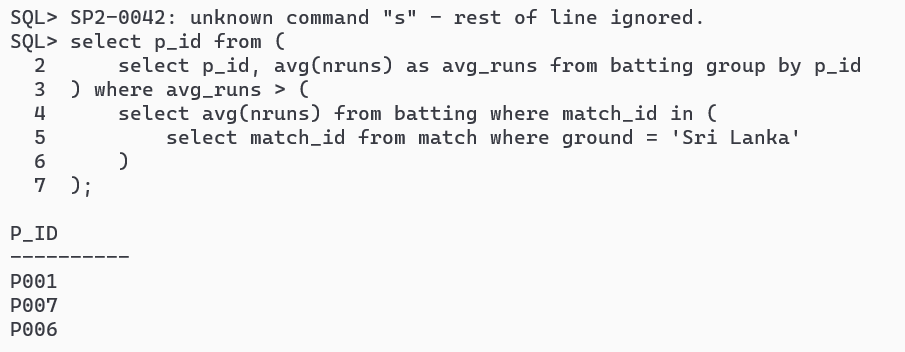 SQL> SP2-0042: unknown command "s" - rest of line ignored.
SQL> select p_id from (
  2      select p_id, avg(nruns) as avg_runs from batting group by p_id
  3  ) where avg_runs > (
  4      select avg(nruns) from batting where match_id in (
  5          select match_id from match where ground = 'Sri Lanka'
  6      )
  7  );

P_ID
----------
P001
P007
P006